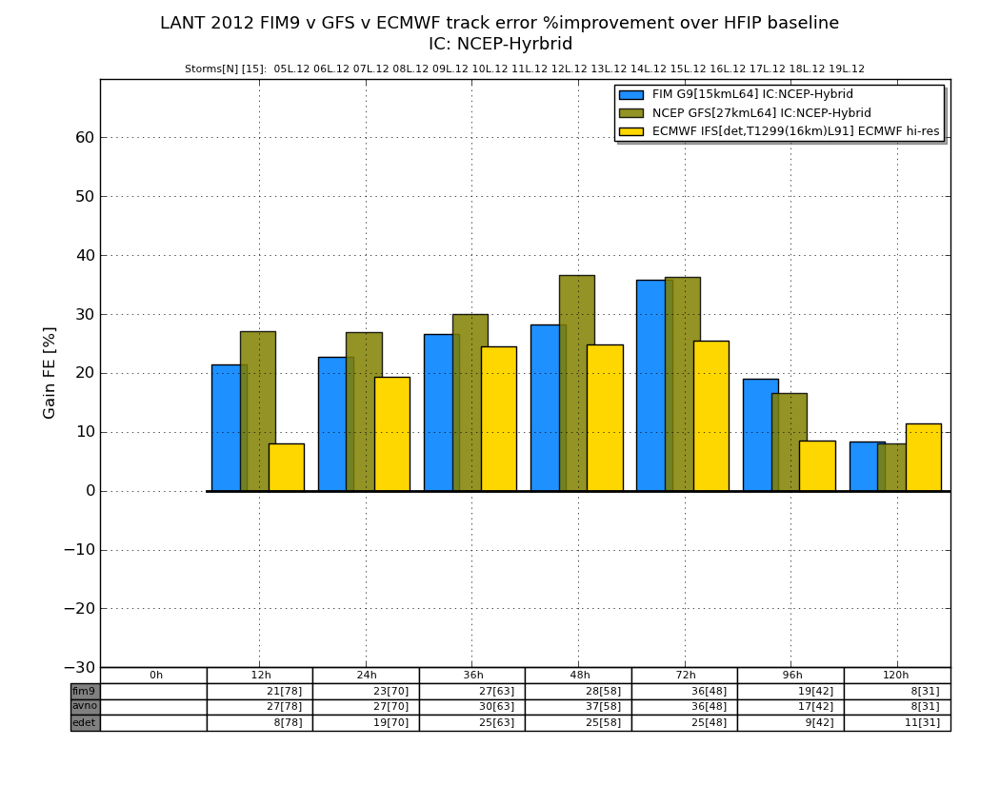 LANT 2012 FIM9 v GFS v ECMWF track error %improvement over HFIP baseline
IC: NCEP-Hyrbrid
Storms[N] [15]: 05L.12 06L.12 07L.12 08L.12 09L.12 10L.12 11L.12 12L.12 13L.12 14L.12 15L.12 16L.12 17L.12 18L.12 19L.12
FIM G9[15kmL64] IC:NCEP-Hybrid
NCEP GFS[27kmL64] IC:NCEP-Hybrid
ECMWF IFS[det,T1299(16km)L91] ECMWF hi-res
Gain FE [%]
60
50
40
30
20
10
0
−10
−20
−30
0h 12h 24h 36h 48h 72h 96h 120h
fim9 21[78] 23[70] 27[63] 28[58] 36[48] 19[42] 8[31]
avno 27[78] 27[70] 30[63] 37[58] 36[48] 17[42] 8[31]
edet 8[78] 19[70] 25[63] 25[58] 25[48] 9[42] 11[31]